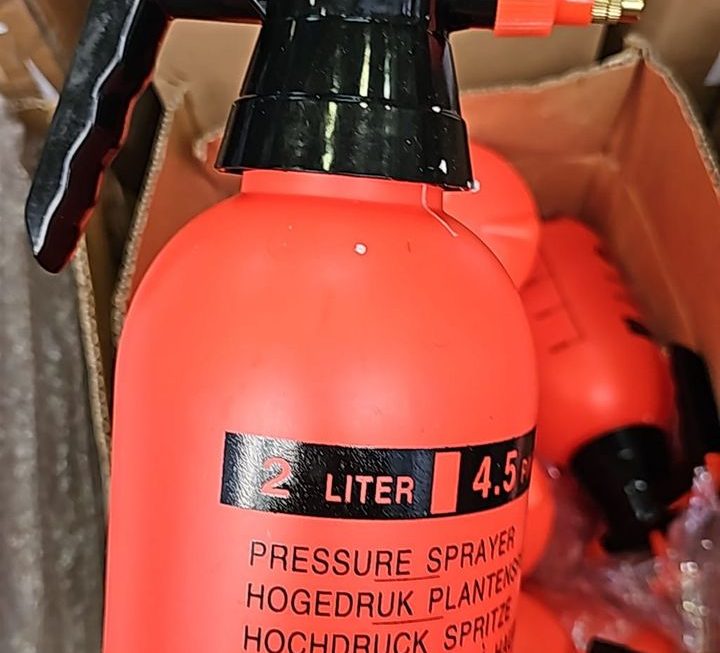 2 LITER 4.5
PRESSURE SPRAYER
HOGEDRUK
HOCHDRUCK SPRITZE